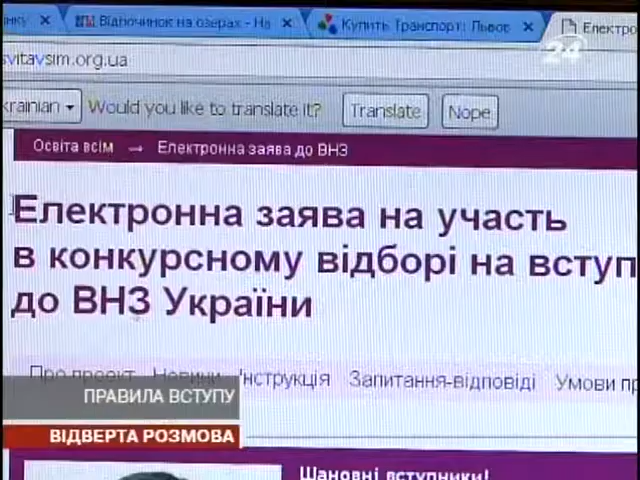 Відпочинок на озерах - На
Купить Транспорт: Львов
Електро
24
svitavsim.org.ua
krainian
Would you like to translate it?
Translate
Nope
Освіта всім → Електронна заява до ВНЗ
Електронна заява на участь
в конкурсному відборі на вступ
до ВНЗ України
Про проект Новини Інструкція Запитання-відповіді Умови пр
ПРАВИЛА ВСТУПУ
ВІДВЕРТА РОЗМОВА
Шановні вступники!